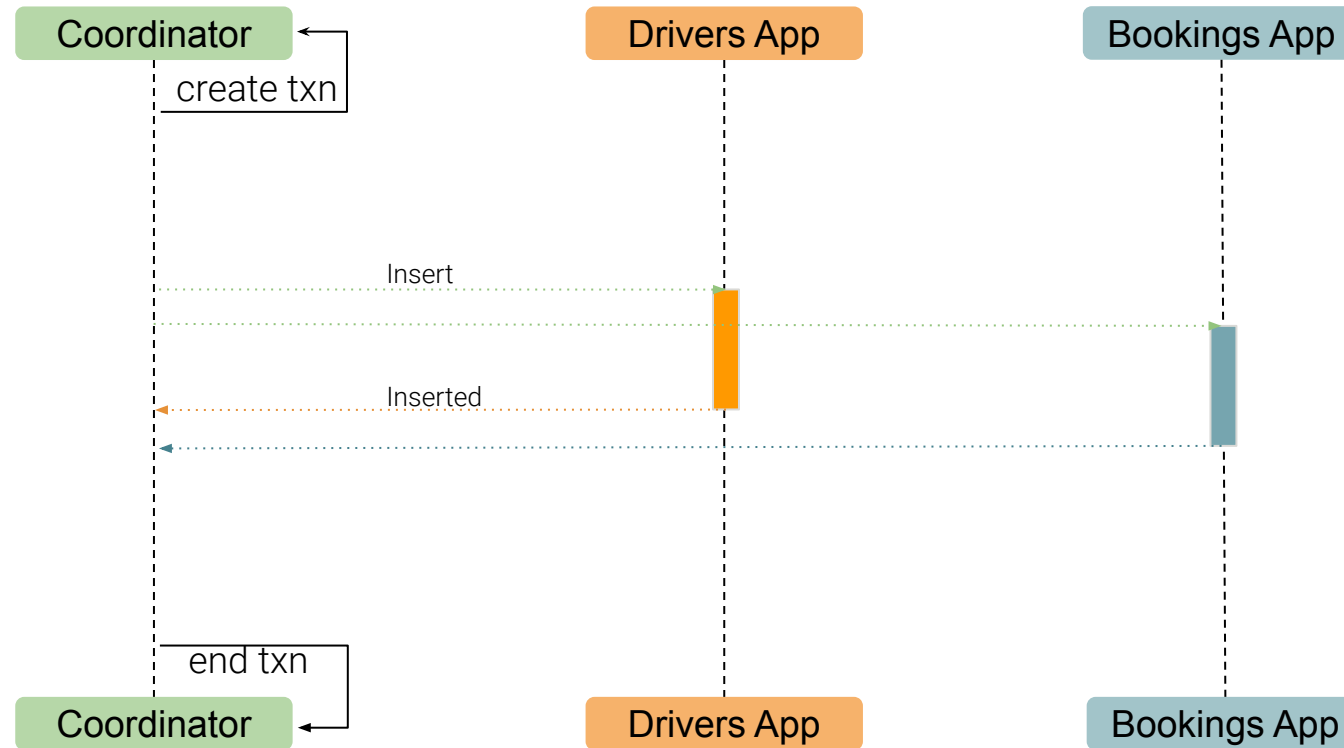 Coordinator
Drivers App
Bookings App
create txn
Insert
Inserted
end txn
Coordinator
Drivers App
Bookings App